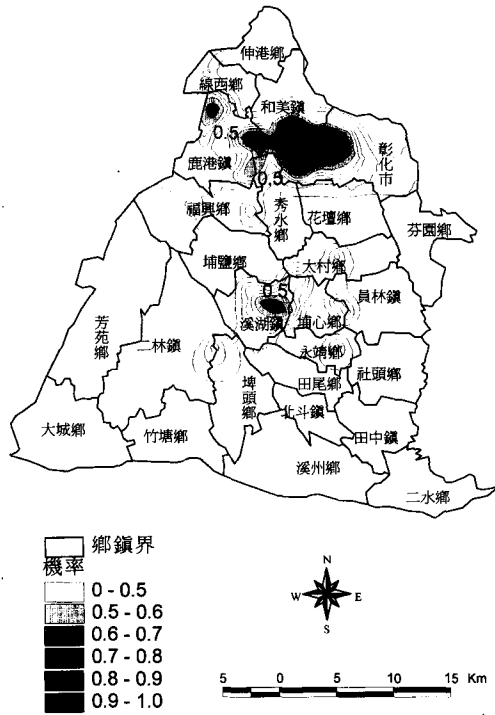 伸港鄉
線西鄉
和美鎮
0.5
彰化市
鹿港鎮
0.5
福興鄉
秀水鄉
花壇鄉
芬園鄉
埔鹽鄉
大村鄉
0.5
員林鎮
溪湖鎮
埔心鄉
芳苑鄉
二林鎮
永靖鄉
社頭鄉
埤頭鄉
田尾鄉
大城鄉
竹塘鄉
北斗鎮
田中鎮
溪州鄉
二水鄉
鄉鎮界
機率
0 - 0.5
0.5 - 0.6
0.6 - 0.7
0.7 - 0.8
0.8 - 0.9
0.9 - 1.0
N
W E
S
5 0 5 10 15 Km